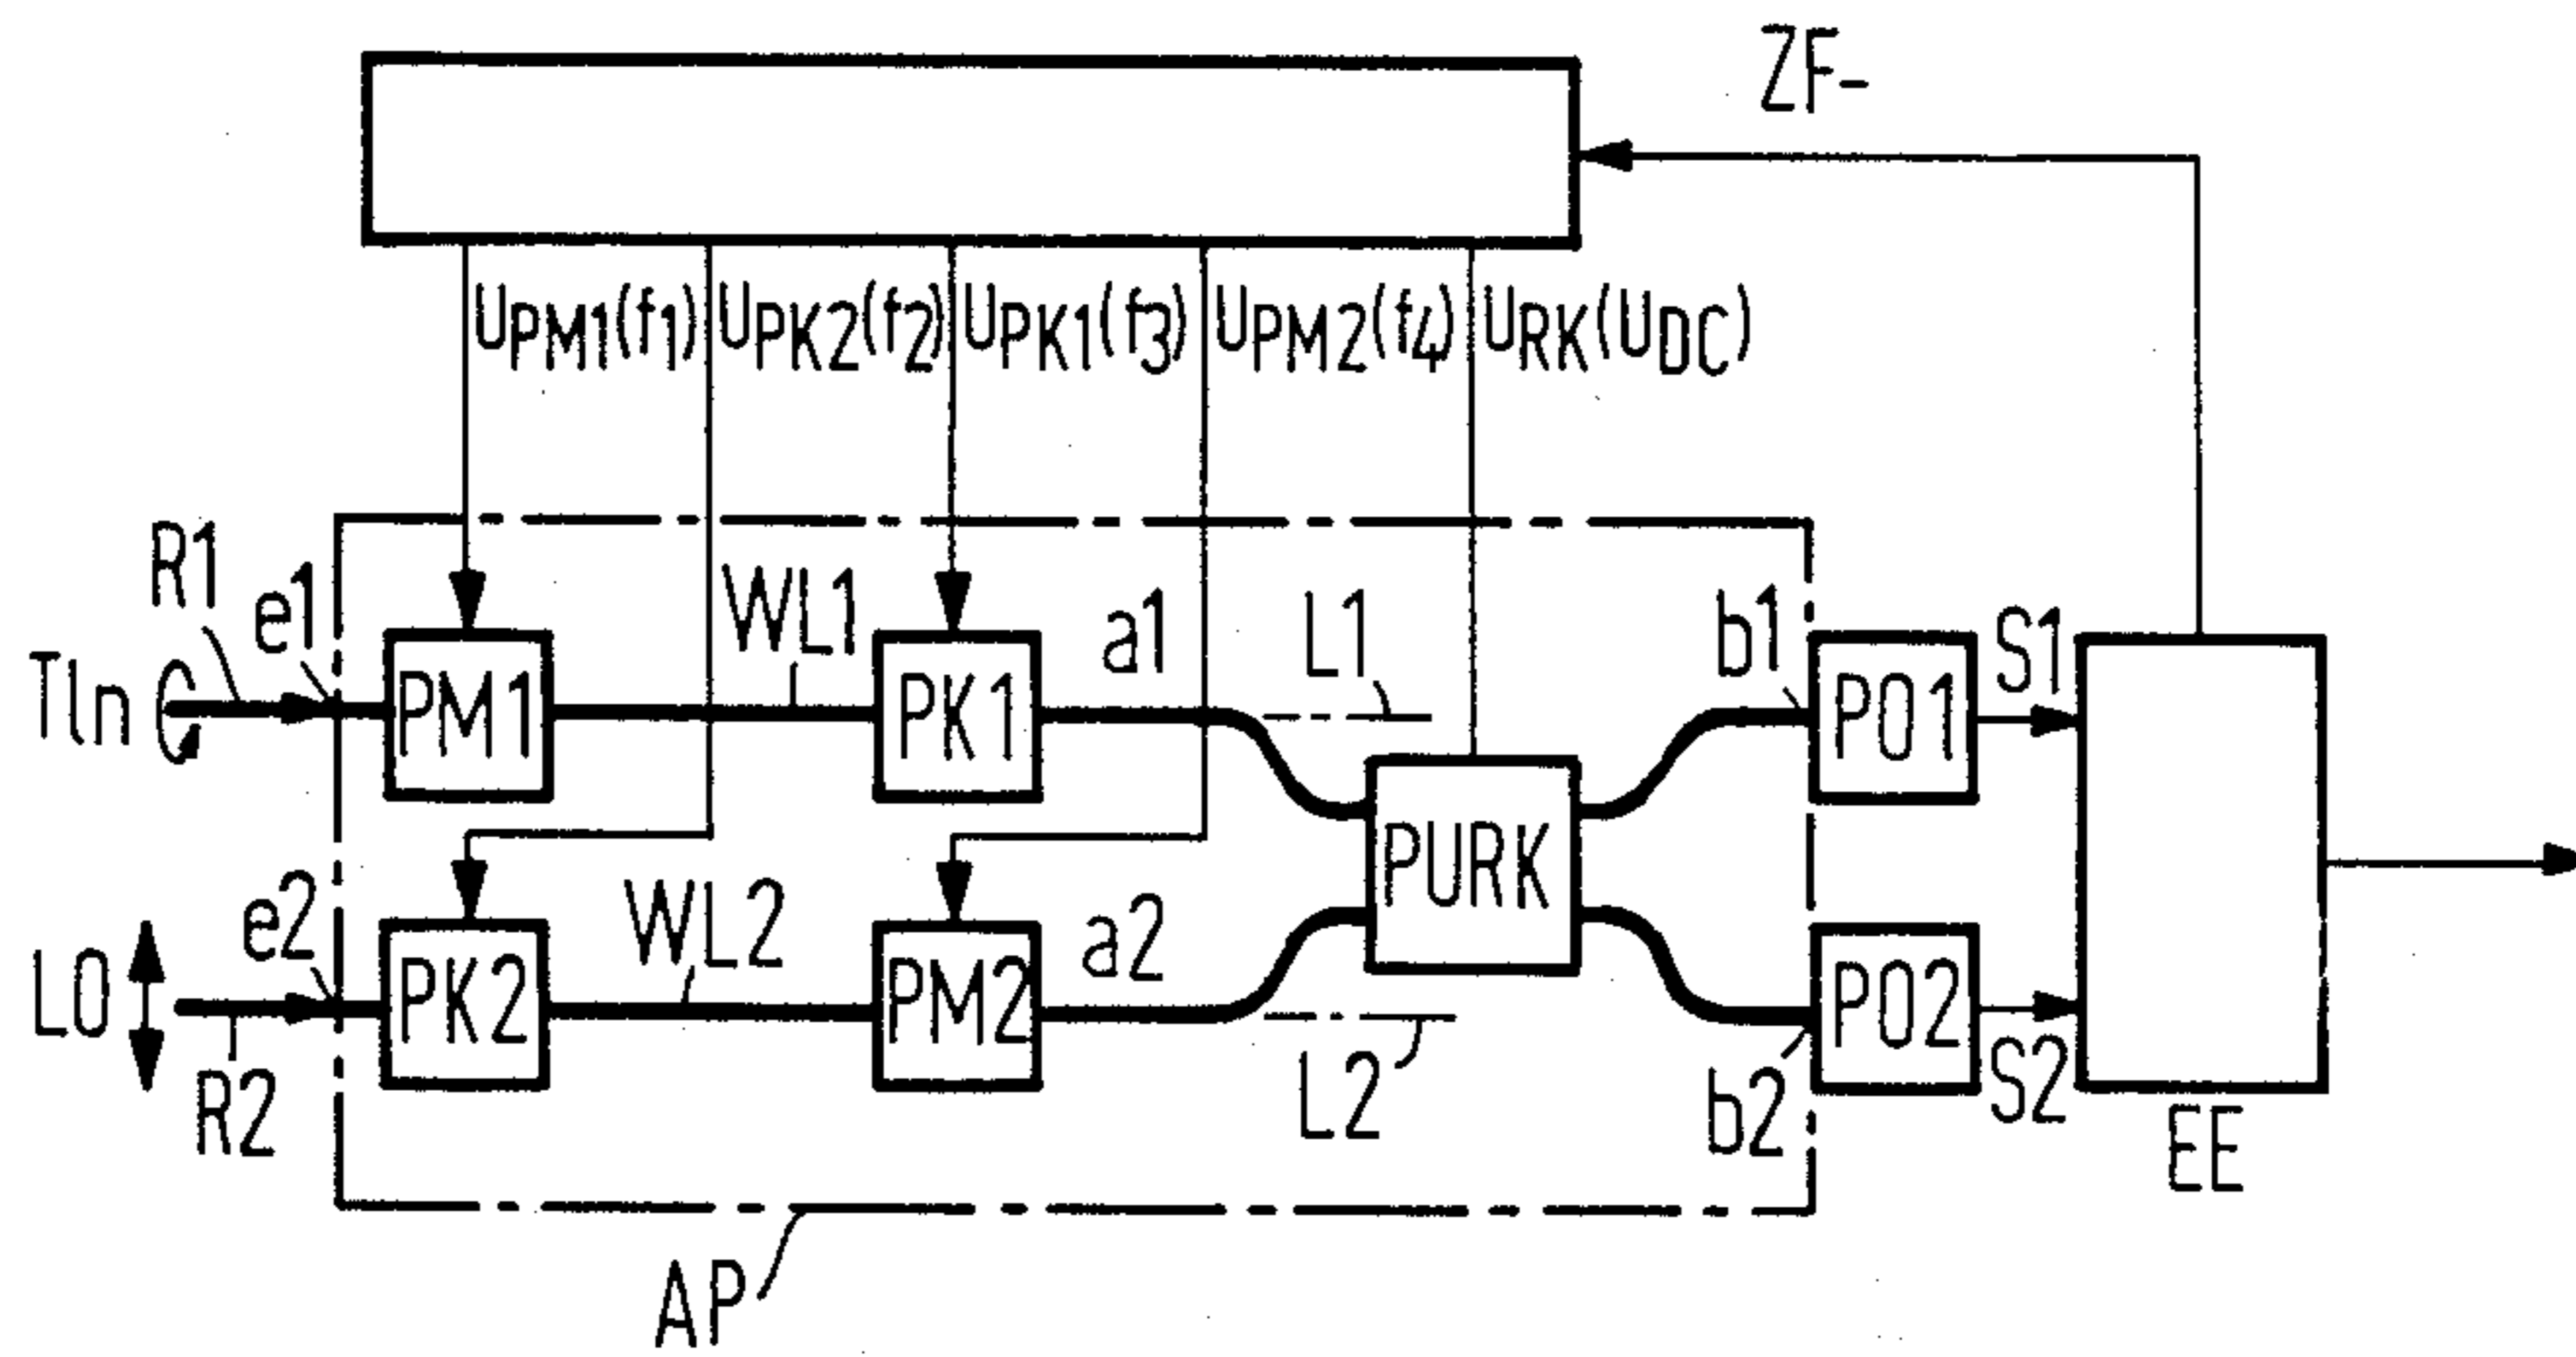 ZF-
UPM1(f1) UPK2(f2) UPK1(f3) UPM2(f4) URK(UDC)
R1 e1 WL1 a1 L1 b1 S1
Tln PM1 PK1 PO1
PURK
e2 WL2 a2
LO PK2 PM2 PO2
R2 L2 b2 S2
EE
AP